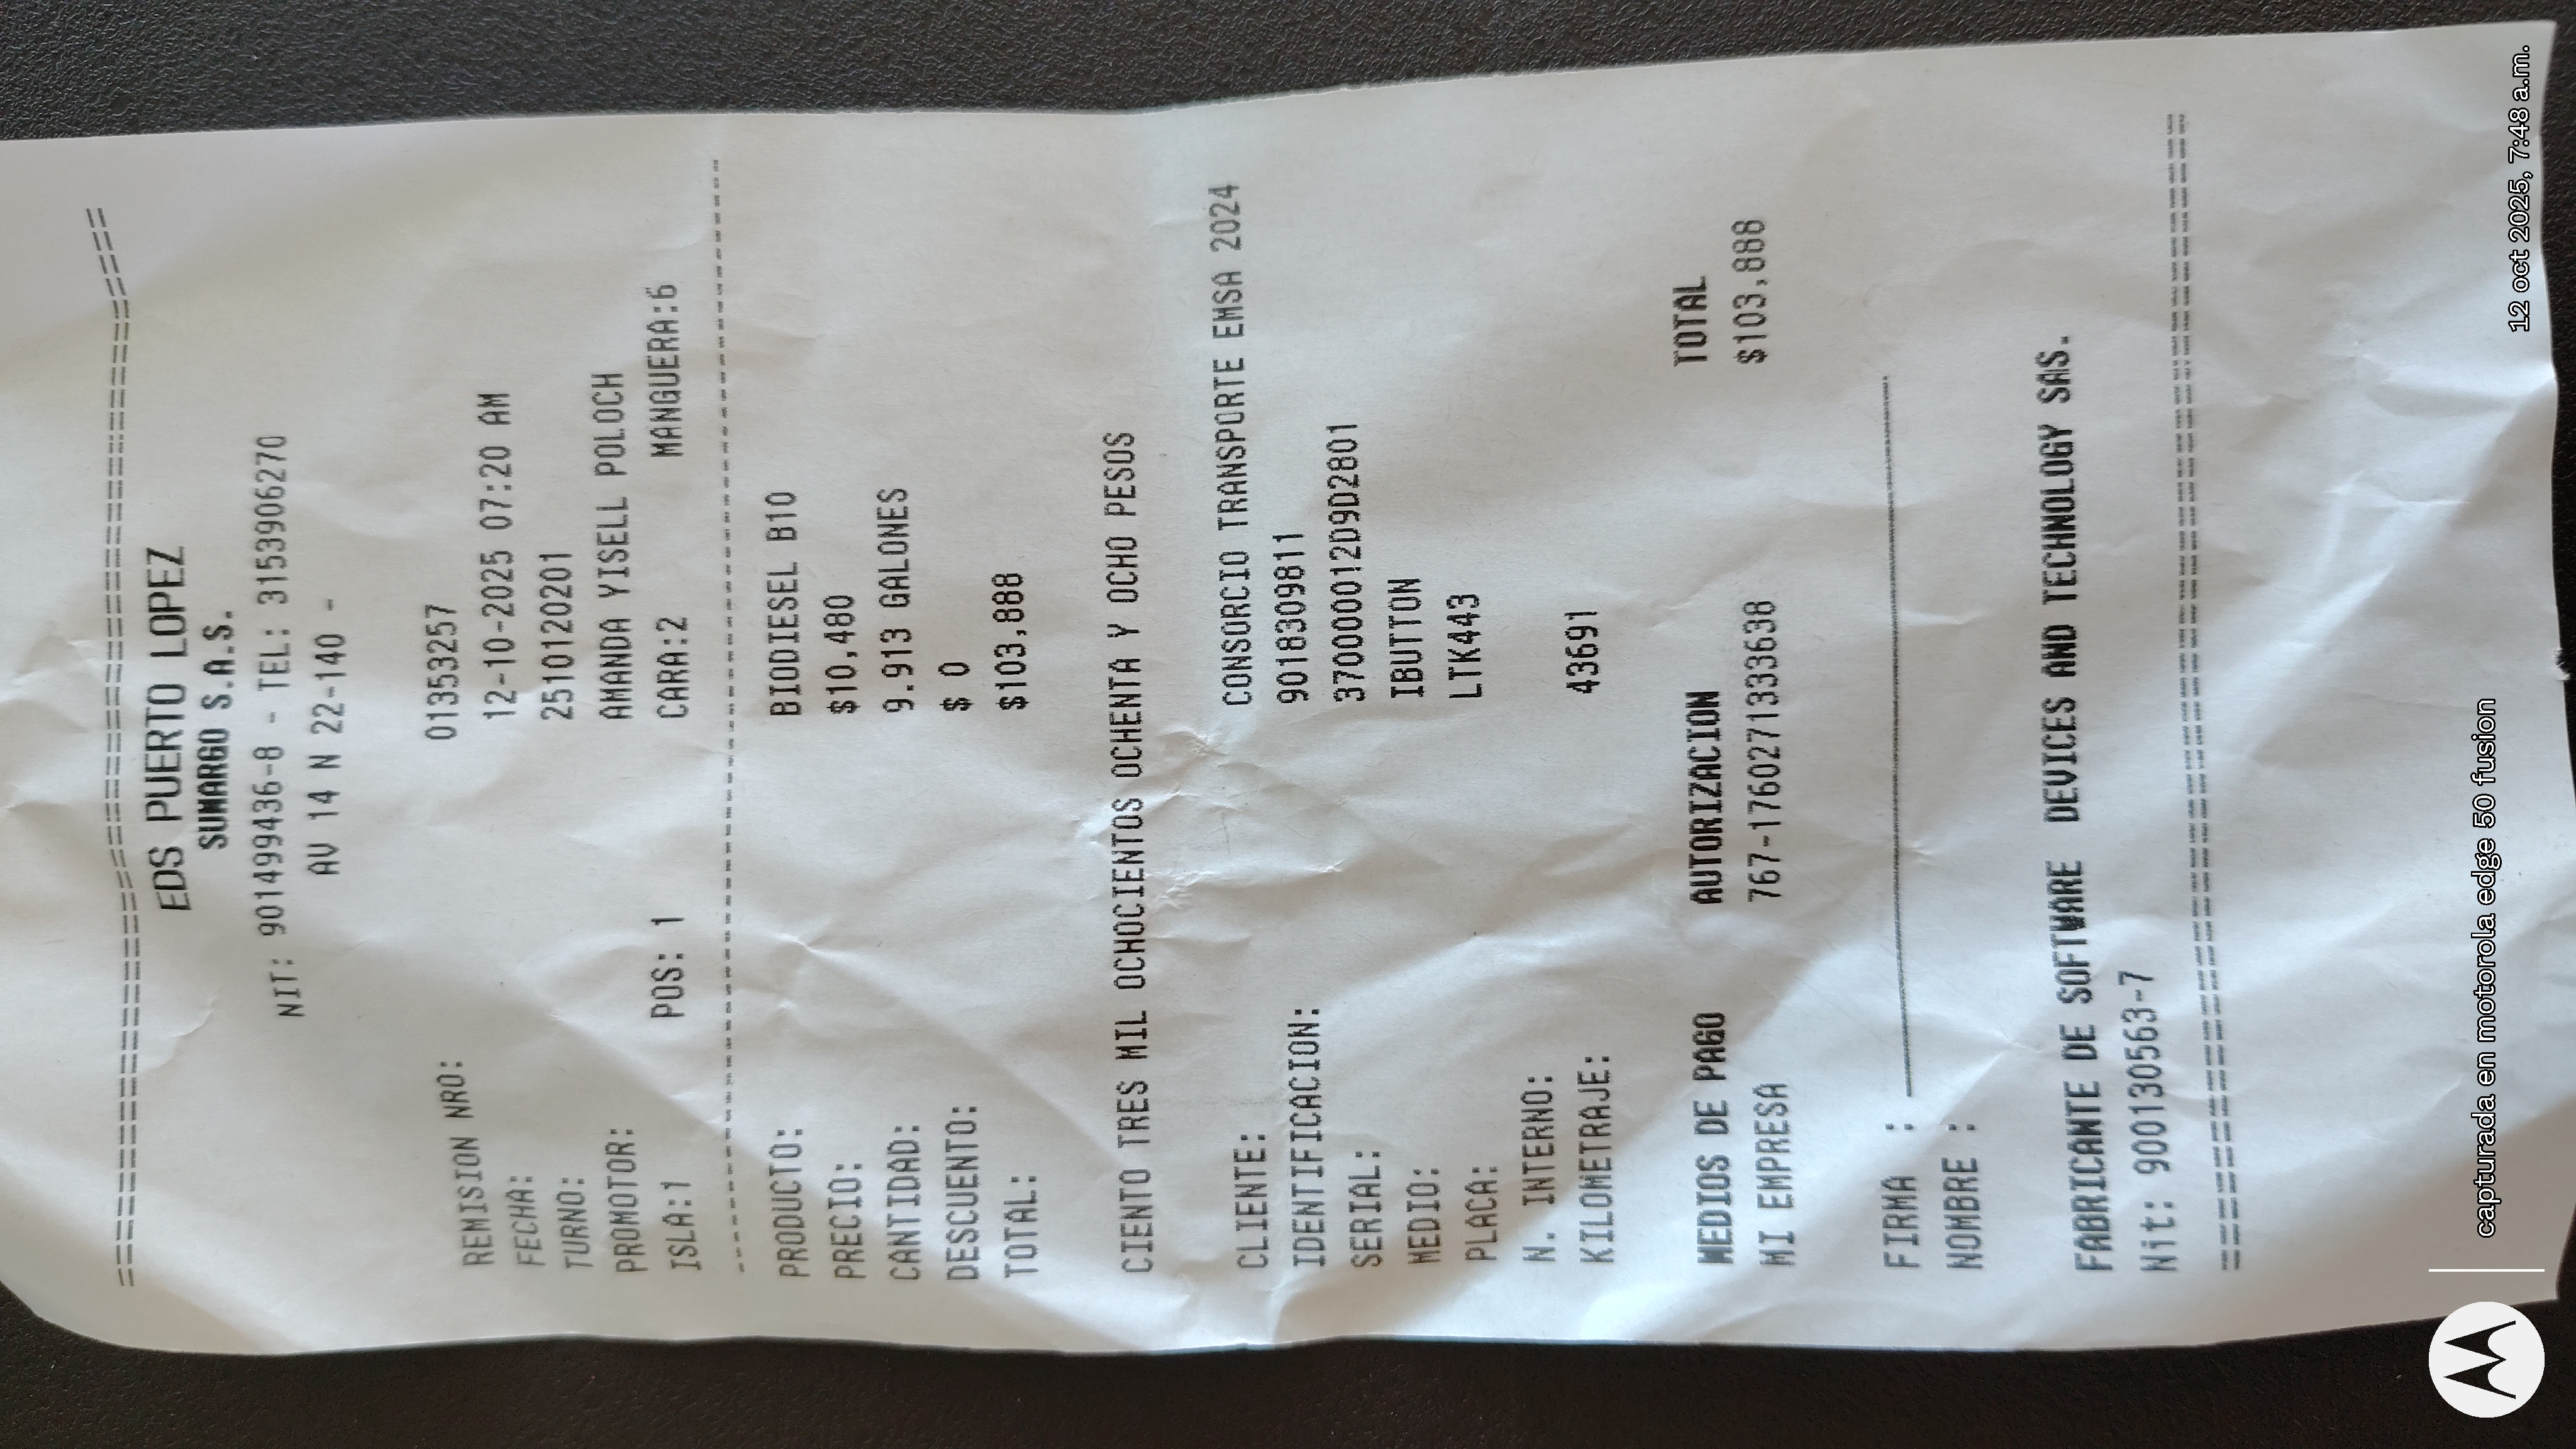 EDS PUERTO LOPEZ
SUMARGO S.A.S.
NIT: 901499436-8 - TEL: 3153906270
AV 14 N 22-140 -
REMISION NRO: 01353257
FECHA: 12-10-2025 07:20 AM
TURNO: 2510120201
PROMOTOR: AMANDA YISELL POLOCH
ISLA:1 POS: 1 CARA:2 MANGUERA:6
PRODUCTO: BIODIESEL B10
PRECIO: $10,480
CANTIDAD: 9.913 GALONES
DESCUENTO: $ 0
TOTAL: $103,888
CIENTO TRES MIL OCHOCIENTOS OCHENTA Y OCHO PESOS
CLIENTE: CONSORCIO TRANSPORTE EMSA 2024
IDENTIFICACION: 9018309811
SERIAL: 370000012D9D2801
MEDIO: IBUTTON
PLACA: LTK443
N. INTERNO:
KILOMETRAJE: 43691
MEDIOS DE PAGO AUTORIZACION TOTAL
MI EMPRESA 767-1760271333638 $103,888
FIRMA :
NOMBRE :
FABRICANTE DE SOFTWARE DEVICES AND TECHNOLOGY SAS.
Nit: 900130563-7
capturada en motorola edge 50 fusion
12 oct 2025, 7:48 a.m.